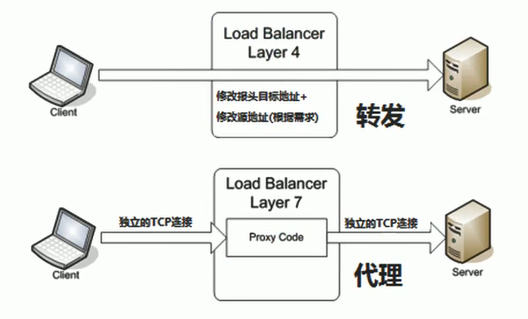 Load Balancer
Layer 4
修改报头目标地址+
修改源地址(根据需求)
转发
Client
Server
Load Balancer
Layer 7
独立的TCP连接
Proxy Code
独立的TCP连接
代理
Client
Server